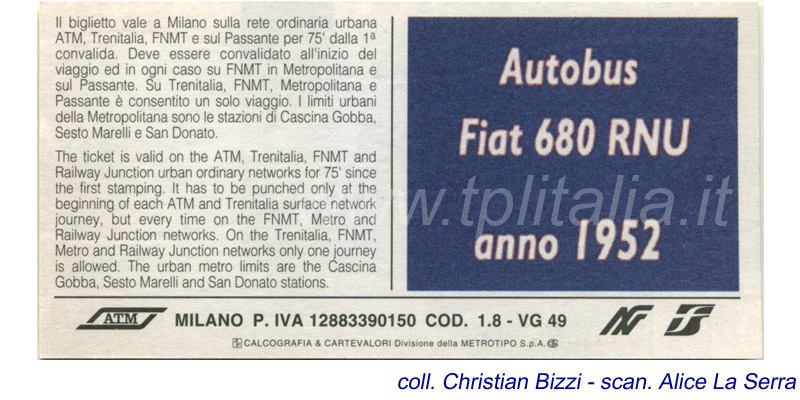 Il biglietto vale a Milano sulla rete ordinaria urbana
ATM, Trenitalia, FNMT e sul Passante per 75' dalla 1ª
convalida. Deve essere convalidato all'inizio del
viaggio ed in ogni caso su FNMT in Metropolitana e
sul Passante. Su Trenitalia, FNMT, Metropolitana e
Passante è consentito un solo viaggio. I limiti urbani
della Metropolitana sono le stazioni di Cascina Gobba,
Sesto Marelli e San Donato.
The ticket is valid on the ATM, Trenitalia, FNMT and
Railway Junction urban ordinary networks for 75' since
the first stamping. It has to be punched only at the
beginning of each ATM and Trenitalia surface network
journey, but every time on the FNMT, Metro and
Railway Junction networks. On the Trenitalia, FNMT,
Metro and Railway Junction networks only one journey
is allowed. The urban metro limits are the Cascina
Gobba, Sesto Marelli and San Donato stations.
Autobus
Fiat 680 RNU
anno 1952
www.tplitalia.it
ATM MILANO P. IVA 12883390150 COD. 1.8 - VG 49
CALCOGRAFIA & CARTEVALORI Divisione della METROTIPO S.p.A.
coll. Christian Bizzi - scan. Alice La Serra